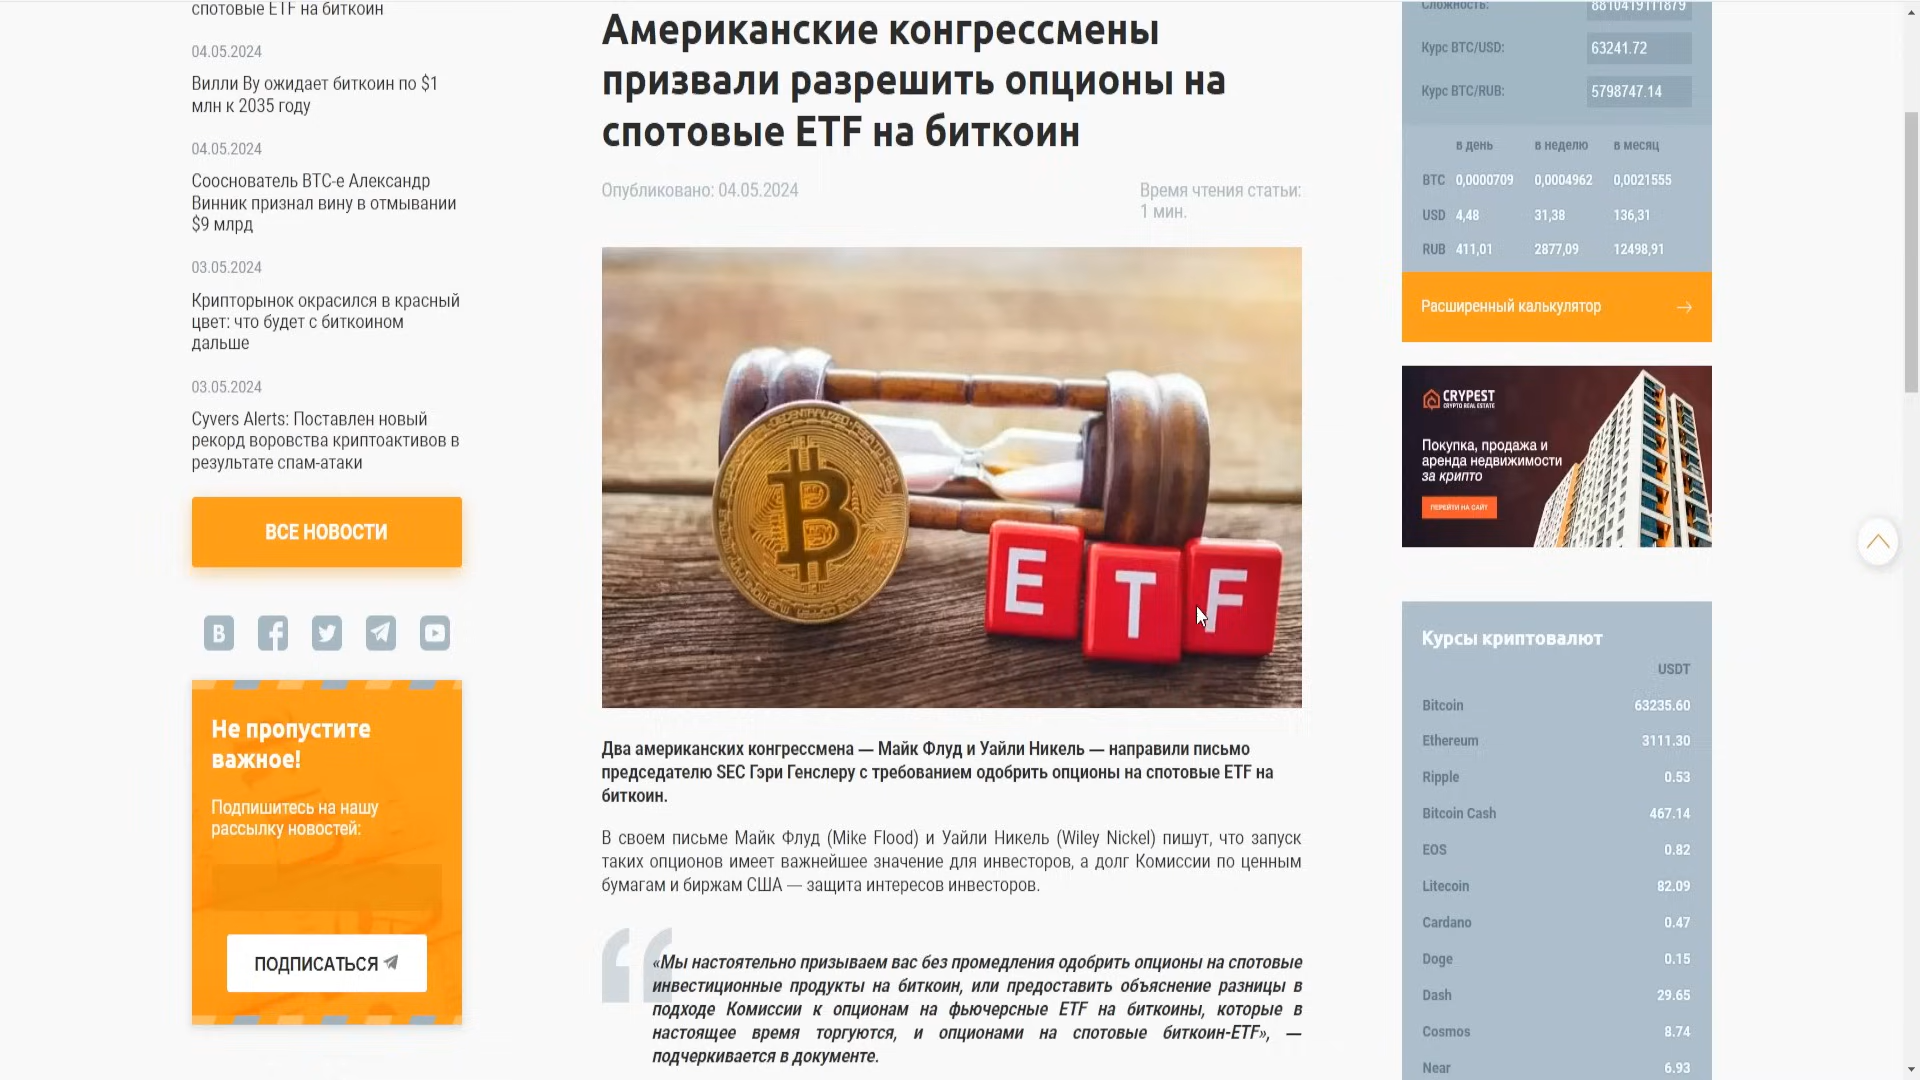 спотовые ETF на биткоин
04.05.2024
Вилли Ву ожидает биткоин по $1
млн к 2035 году
04.05.2024
Сооснователь BTC-e Александр
Винник признал вину в отмывании
$9 млрд
03.05.2024
Крипторынок окрасился в красный
цвет: что будет с биткоином
дальше
03.05.2024
Cyvers Alerts: Поставлен новый
рекорд воровства криптоактивов в
результате спам-атаки
ВСЕ НОВОСТИ
Не пропустите
важное!
Подпишитесь на нашу
рассылку новостей:
ПОДПИСАТЬСЯ
Американские конгрессмены
призвали разрешить опционы на
спотовые ETF на биткоин
Опубликовано: 04.05.2024
Время чтения статьи:
1 мин.
E T F
Два американских конгрессмена — Майк Флуд и Уайли Никель — направили письмо
председателю SEC Гэри Генслеру с требованием одобрить опционы на спотовые ETF на
биткоин.
В своем письме Майк Флуд (Mike Flood) и Уайли Никель (Wiley Nickel) пишут, что запуск
таких опционов имеет важнейшее значение для инвесторов, а долг Комиссии по ценным
бумагам и биржам США — защита интересов инвесторов.
«Мы настоятельно призываем вас без промедления одобрить опционы на спотовые
инвестиционные продукты на биткоин, или предоставить объяснение разницы в
подходе Комиссии к опционам на фьючерсные ETF на биткоины, которые в
настоящее время торгуются, и опционами на спотовые биткоин-ETF», —
подчеркивается в документе.
Сложность: 8810419111879
Курс BTC/USD: 63241.72
Курс BTC/RUB: 5798747.14
в день в неделю в месяц
BTC 0,0000709 0,0004962 0,0021555
USD 4,48 31,38 136,31
RUB 411,01 2877,09 12498,91
Расширенный калькулятор
CRYPEST
CRYPTO REAL ESTATE
Покупка, продажа и
аренда недвижимости
за крипто
ПЕРЕЙТИ НА САЙТ
Курсы криптовалют
USDT
Bitcoin 63235.60
Ethereum 3111.30
Ripple 0.53
Bitcoin Cash 467.14
EOS 0.82
Litecoin 82.09
Cardano 0.47
Doge 0.15
Dash 29.65
Cosmos 8.74
Near 6.93